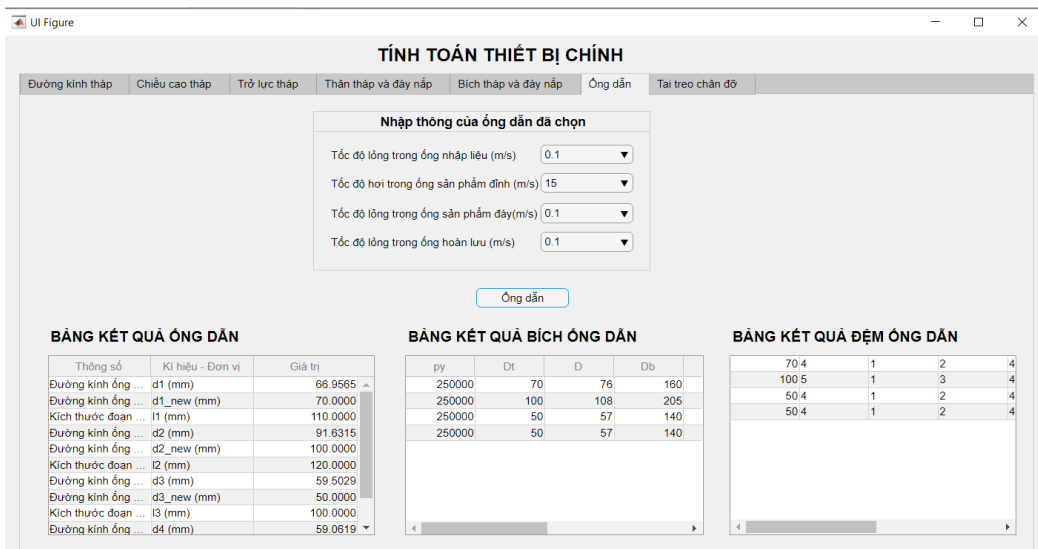 UI Figure
TÍNH TOÁN THIẾT BỊ CHÍNH
Đường kính tháp Chiều cao tháp Trở lực tháp Thân tháp và đáy nắp Bích tháp và đáy nắp Ống dẫn Tai treo chân đỡ
Nhập thông của ống dẫn đã chọn
Tốc độ lỏng trong ống nhập liệu (m/s) 0.1
Tốc độ hơi trong ống sản phẩm đỉnh (m/s) 15
Tốc độ lỏng trong ống sản phẩm đáy(m/s) 0.1
Tốc độ lỏng trong ống hoàn lưu (m/s) 0.1
Ống dẫn
BẢNG KẾT QUẢ ỐNG DẪN
Thông số Kí hiệu - Đơn vị Giá trị
Đường kính ống ... d1 (mm) 66.9565
Đường kính ống ... d1_new (mm) 70.0000
Kích thước đoạn ... l1 (mm) 110.0000
Đường kính ống ... d2 (mm) 91.6315
Đường kính ống ... d2_new (mm) 100.0000
Kích thước đoạn ... l2 (mm) 120.0000
Đường kính ống ... d3 (mm) 59.5029
Đường kính ống ... d3_new (mm) 50.0000
Kích thước đoạn ... l3 (mm) 100.0000
Đường kính ống ... d4 (mm) 59.0619
BẢNG KẾT QUẢ BÍCH ỐNG DẪN
py Dt D Db
250000 70 76 160
250000 100 108 205
250000 50 57 140
250000 50 57 140
BẢNG KẾT QUẢ ĐỆM ỐNG DẪN
70 4 1 2 4
100 5 1 3 4
50 4 1 2 4
50 4 1 2 4